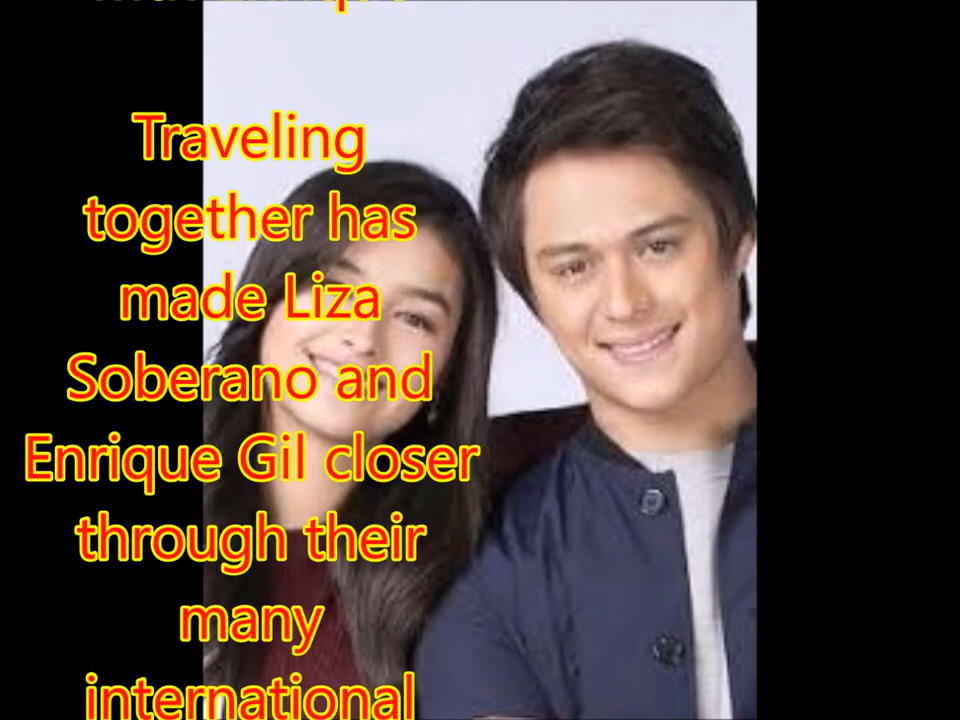 Traveling
together has
made Liza
Soberano and
Enrique Gil closer
through their
many
international